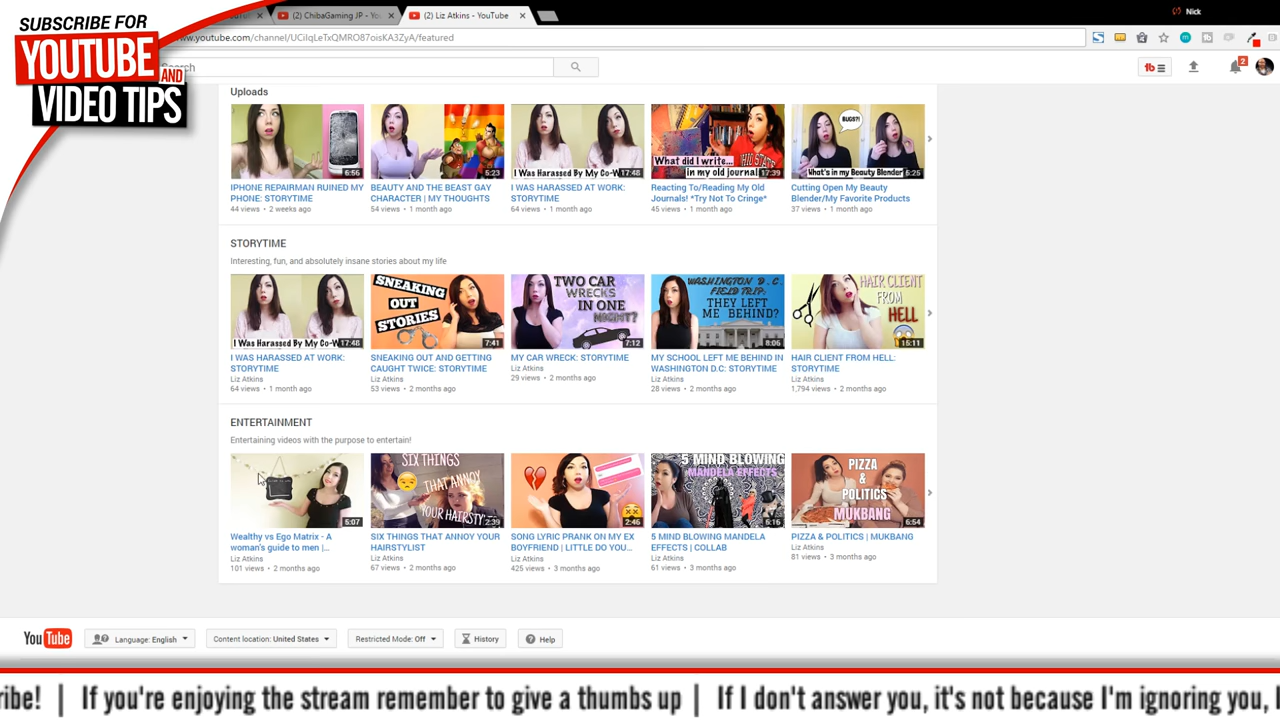 SUBSCRIBE FOR
YOUTUBE
AND
VIDEO TIPS
(2) ChibaGaming JP - Yo
(2) Liz Atkins - YouTube
Nick
www.youtube.com/channel/UCilqLeTxQMRO87oisKA3ZyA/featured
Search
2
Uploads
6:56
5:23
I Was Harassed By My Co-W
17:48
What did I write...
in my old journal
17:39
BUGS?!
What's in my Beauty Blender?
5:25
IPHONE REPAIRMAN RUINED MY
PHONE: STORYTIME
44 views • 2 weeks ago
BEAUTY AND THE BEAST GAY
CHARACTER | MY THOUGHTS
54 views • 1 month ago
I WAS HARASSED AT WORK:
STORYTIME
64 views • 1 month ago
Reacting To/Reading My Old
Journals! *Try Not To Cringe*
45 views • 1 month ago
Cutting Open My Beauty
Blender/My Favorite Products
37 views • 1 month ago
STORYTIME
Interesting, fun, and absolutely insane stories about my life
I Was Harassed By My Co-W
17:48
SNEAKING
OUT
STORIES
7:41
TWO CAR
WRECKS
IN ONE
NIGHT?
7:12
WASHINGTON D.C.
FIELD TRIP:
THEY LEFT
ME BEHIND?
8:06
HAIR CLIENT
FROM
HELL
15:11
I WAS HARASSED AT WORK:
STORYTIME
Liz Atkins
64 views • 1 month ago
SNEAKING OUT AND GETTING
CAUGHT TWICE: STORYTIME
Liz Atkins
53 views • 2 months ago
MY CAR WRECK: STORYTIME
Liz Atkins
29 views • 2 months ago
MY SCHOOL LEFT ME BEHIND IN
WASHINGTON D.C: STORYTIME
Liz Atkins
28 views • 2 months ago
HAIR CLIENT FROM HELL:
STORYTIME
Liz Atkins
1,794 views • 2 months ago
ENTERTAINMENT
Entertaining videos with the purpose to entertain!
5:07
SIX THINGS
THAT ANNOY
YOUR HAIRSTY
2:39
2:46
5 MIND BLOWING
MANDELA EFFECTS
5:16
PIZZA
&
POLITICS
MUKBANG
6:54
Wealthy vs Ego Matrix - A
woman's guide to men |...
Liz Atkins
101 views • 2 months ago
SIX THINGS THAT ANNOY YOUR
HAIRSTYLIST
Liz Atkins
67 views • 2 months ago
SONG LYRIC PRANK ON MY EX
BOYFRIEND | LITTLE DO YOU...
Liz Atkins
425 views • 3 months ago
5 MIND BLOWING MANDELA
EFFECTS | COLLAB
Liz Atkins
61 views • 3 months ago
PIZZA & POLITICS | MUKBANG
Liz Atkins
81 views • 3 months ago
YouTube
Language: English
Content location: United States
Restricted Mode: Off
History
Help
ribe! | If you're enjoying the stream remember to give a thumbs up | If I don't answer you, it's not because I'm ignoring you, I